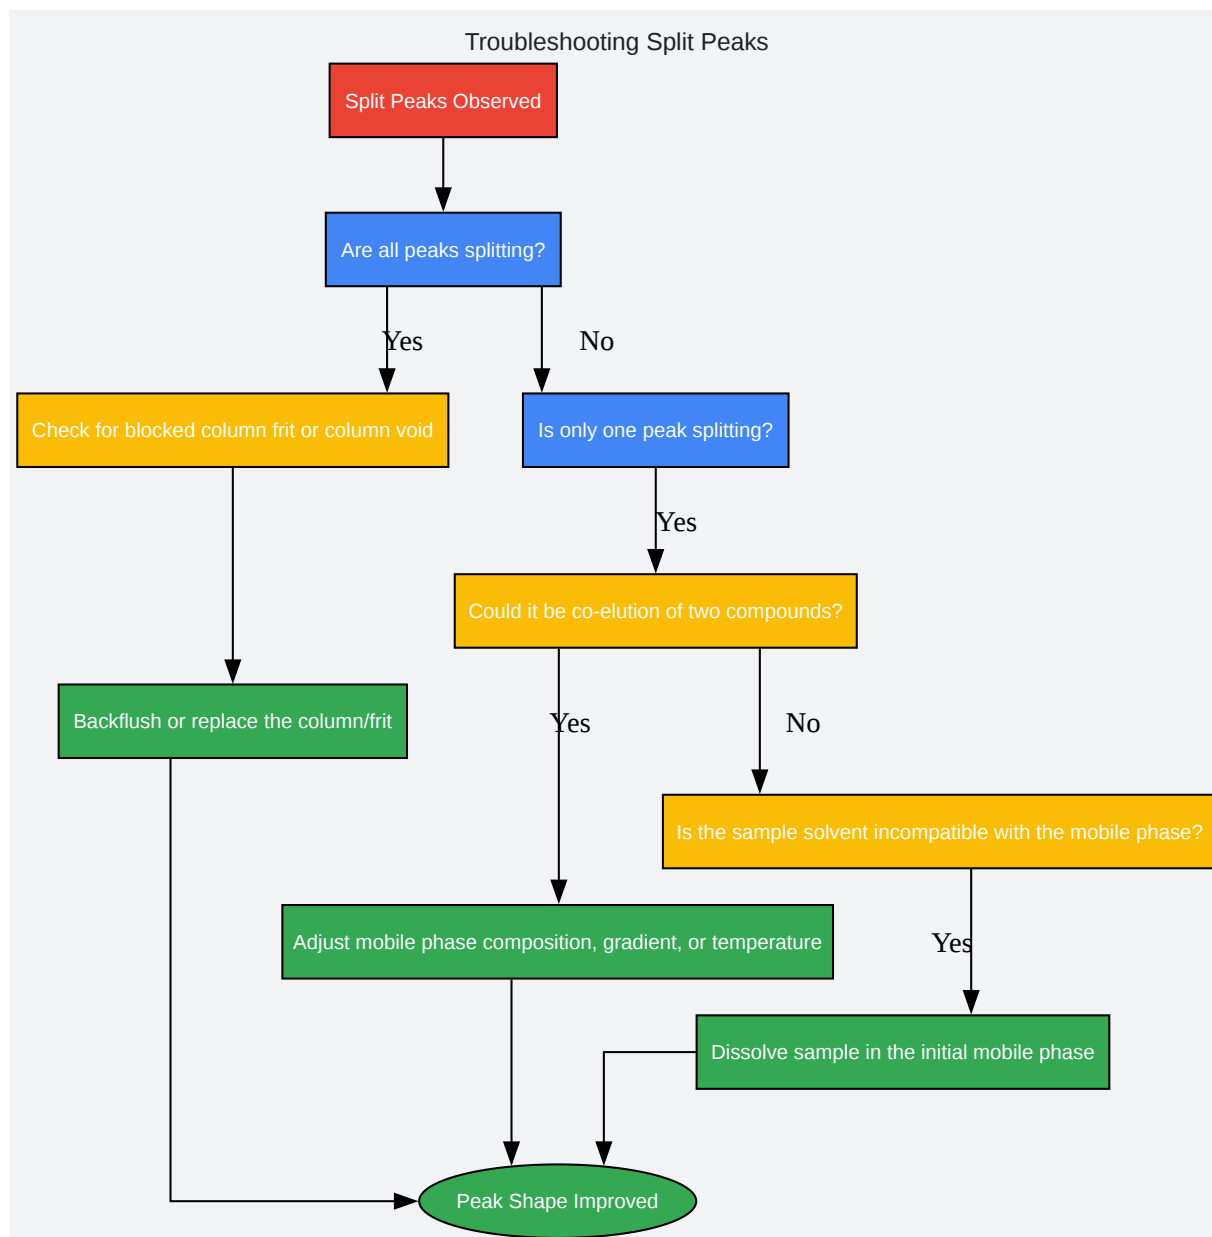 Troubleshooting Split Peaks
Split Peaks Observed
Are all peaks splitting?
Yes
No
Check for blocked column frit or column void
Is only one peak splitting?
Yes
Could it be co-elution of two compounds?
Backflush or replace the column/frit
Yes
No
Is the sample solvent incompatible with the mobile phase?
Adjust mobile phase composition, gradient, or temperature
Yes
Dissolve sample in the initial mobile phase
Peak Shape Improved